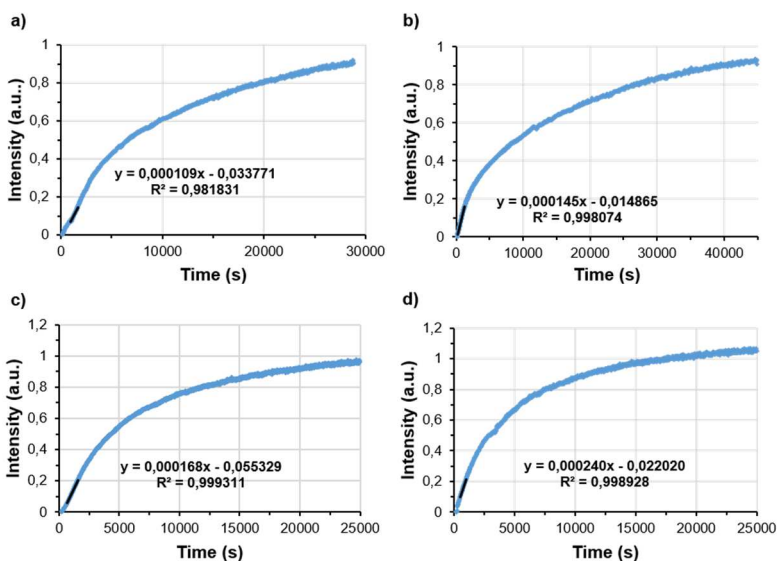 a)
1
0,8
0,6
0,4
0,2
0
Intensity (a.u..)
y = 0,000109x - 0,033771
R² = 0,981831
0 10000 20000 30000
Time (s)
b)
1
0,8
0,6
0,4
0,2
0
Intensity (a.u.)
y = 0,000145x - 0,014865
R² = 0,998074
0 10000 20000 30000 40000
Time (s)
c)
1,2
1
0,8
0,6
0,4
0,2
0
Intensity (a.u.)
y = 0,000168x - 0,055329
R² = 0,999311
0 5000 10000 15000 20000 25000
Time (s)
d)
1,2
1
0,8
0,6
0,4
0,2
0
Intensity (a.u.)
y = 0,000240x - 0,022020
R² = 0,998928
0 5000 10000 15000 20000 25000
Time (s)